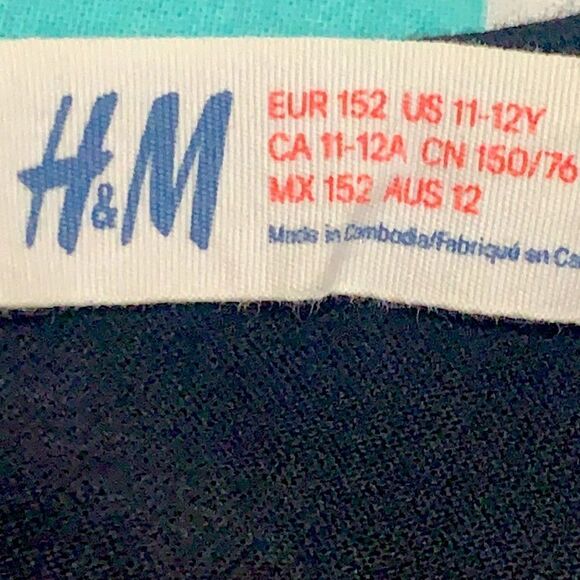 H&M
EUR 152 US 11-12Y
CA 11-12A CN 150/76
MX 152 AUS 12
Made in Cambodia/Fabriqué en